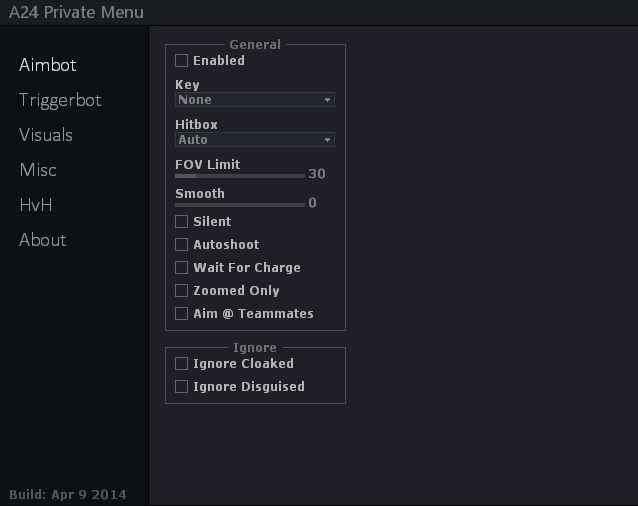 A24 Private Menu
Aimbot
Triggerbot
Visuals
Misc
HvH
About
Build: Apr 9 2014
General
Enabled
Key
None
Hitbox
Auto
FOV Limit
30
Smooth
0
Silent
Autoshoot
Wait For Charge
Zoomed Only
Aim @ Teammates
Ignore
Ignore Cloaked
Ignore Disguised